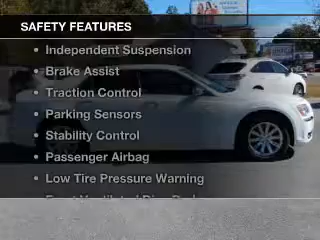 SAFETY FEATURES
• Independent Suspension
• Brake Assist
• Traction Control
• Parking Sensors
• Stability Control
• Passenger Airbag
• Low Tire Pressure Warning